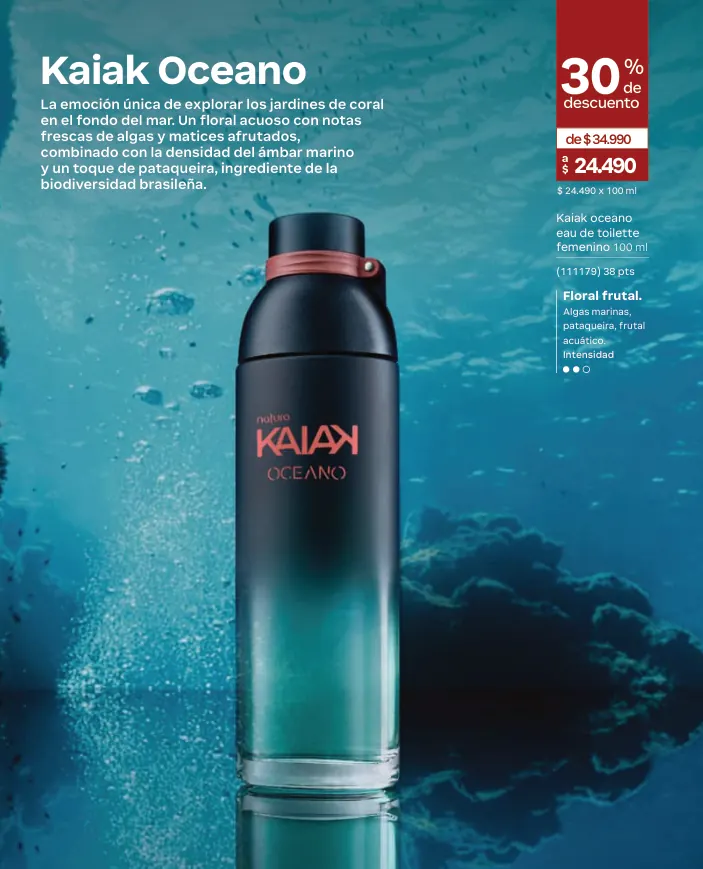 Kaiak Oceano
La emoción única de explorar los jardines de coral
en el fondo del mar. Un floral acuoso con notas
frescas de algas y matices afrutados,
combinado con la densidad del ámbar marino
y un toque de pataqueira, ingrediente de la
biodiversidad brasileña.
30%
de
descuento
de $ 34.990
a $ 24.490
$ 24.490 x 100 ml
Kaiak oceano
eau de toilette
femenino 100 ml
(111179) 38 pts
Floral frutal.
Algas marinas,
pataqueira, frutal
acuático.
Intensidad
natura
KAIAK
OCEANO